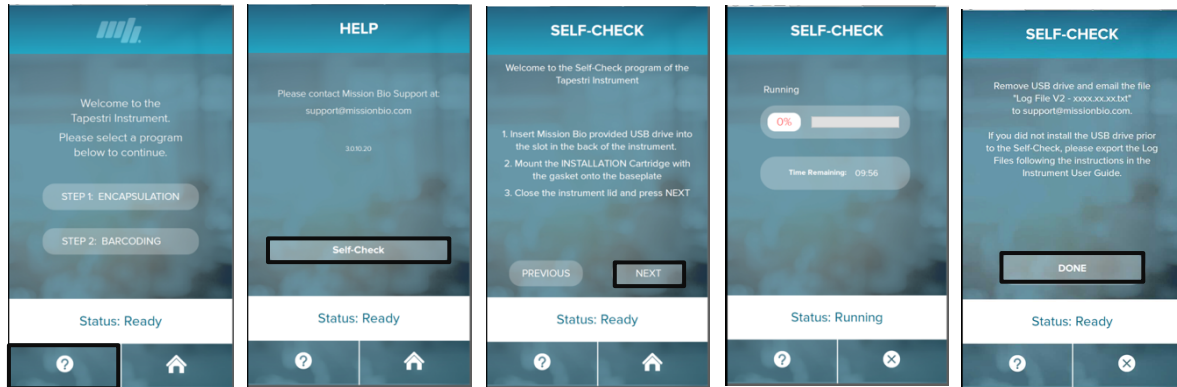 Welcome to the
Tapestri Instrument.
Please select a program
below to continue.
STEP 1: ENCAPSULATION
STEP 2: BARCODING
Status: Ready
?
HELP
Please contact Mission Bio Support at:
support@missionbio.com
3.0.10.20
Self-Check
Status: Ready
?
SELF-CHECK
Welcome to the Self-Check program of the
Tapestri Instrument
1. Insert Mission Bio provided USB drive into
the slot in the back of the instrument.
2. Mount the INSTALLATION Cartridge with
the gasket onto the baseplate
3. Close the instrument lid and press NEXT
PREVIOUS
NEXT
Status: Ready
?
SELF-CHECK
Running
0%
Time Remaining: 09:56
Status: Running
?
SELF-CHECK
Remove USB drive and email the file
"Log File V2 - xxxx.xx.xx.txt"
to support@missionbio.com.
If you did not install the USB drive prior
to the Self-Check, please export the Log
Files following the instructions in the
Instrument User Guide.
DONE
Status: Ready
?